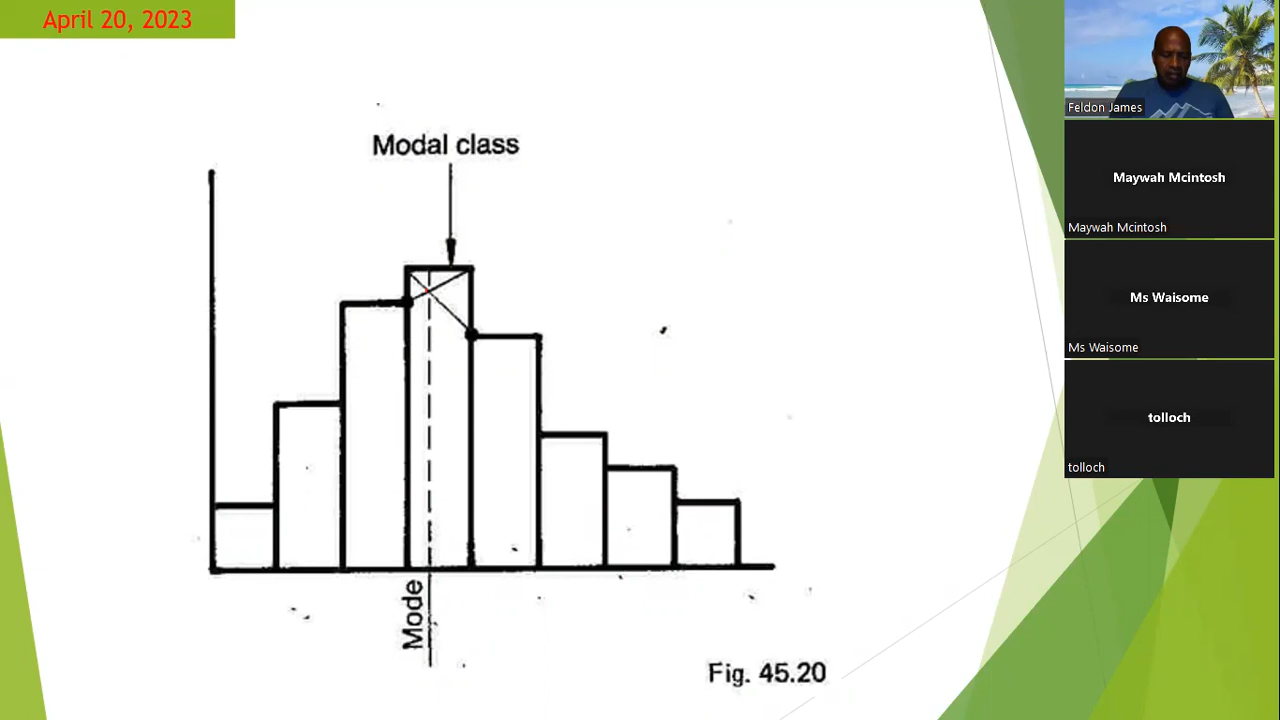 April 20, 2023
Modal class
Mode
Fig. 45.20
Feldon James
Maywah Mcintosh
Maywah Mcintosh
Ms Waisome
Ms Waisome
tolloch
tolloch